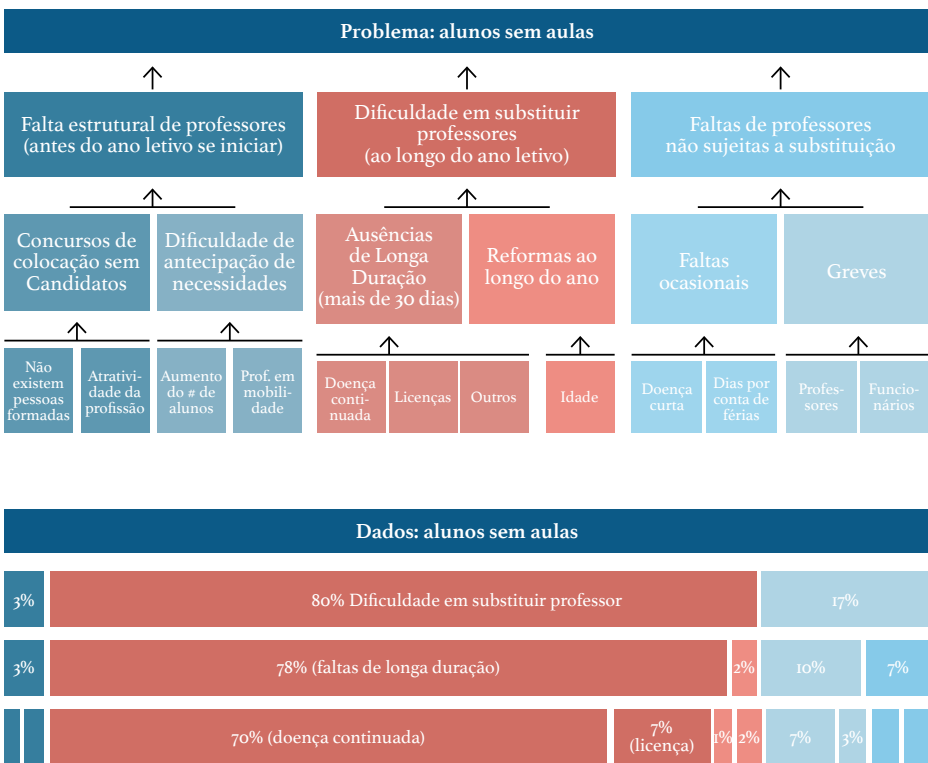 Problema: alunos sem aulas
Falta estrutural de professores
(antes do ano letivo se iniciar)
Dificuldade em substituir
professores
(ao longo do ano letivo)
Faltas de professores
não sujeitas a substituição
Concursos de
colocação sem
Candidatos
Dificuldade de
antecipação de
necessidades
Ausências
de Longa
Duração
(mais de 30 dias)
Reformas ao
longo do ano
Faltas
ocasionais
Greves
Não
existem
pessoas
formadas
Atrativi-
dade da
profissão
Aumento
do # de
alunos
Prof. em
mobili-
dade
Doença
conti-
nuada
Licenças
Outros
Idade
Doença
curta
Dias por
conta de
férias
Profes-
sores
Funcio-
nários
Dados: alunos sem aulas
3%
80% Dificuldade em substituir professor
17%
3%
78% (faltas de longa duração)
2%
10%
7%
70% (doença continuada)
7%
(licença)
1%
2%
7%
3%